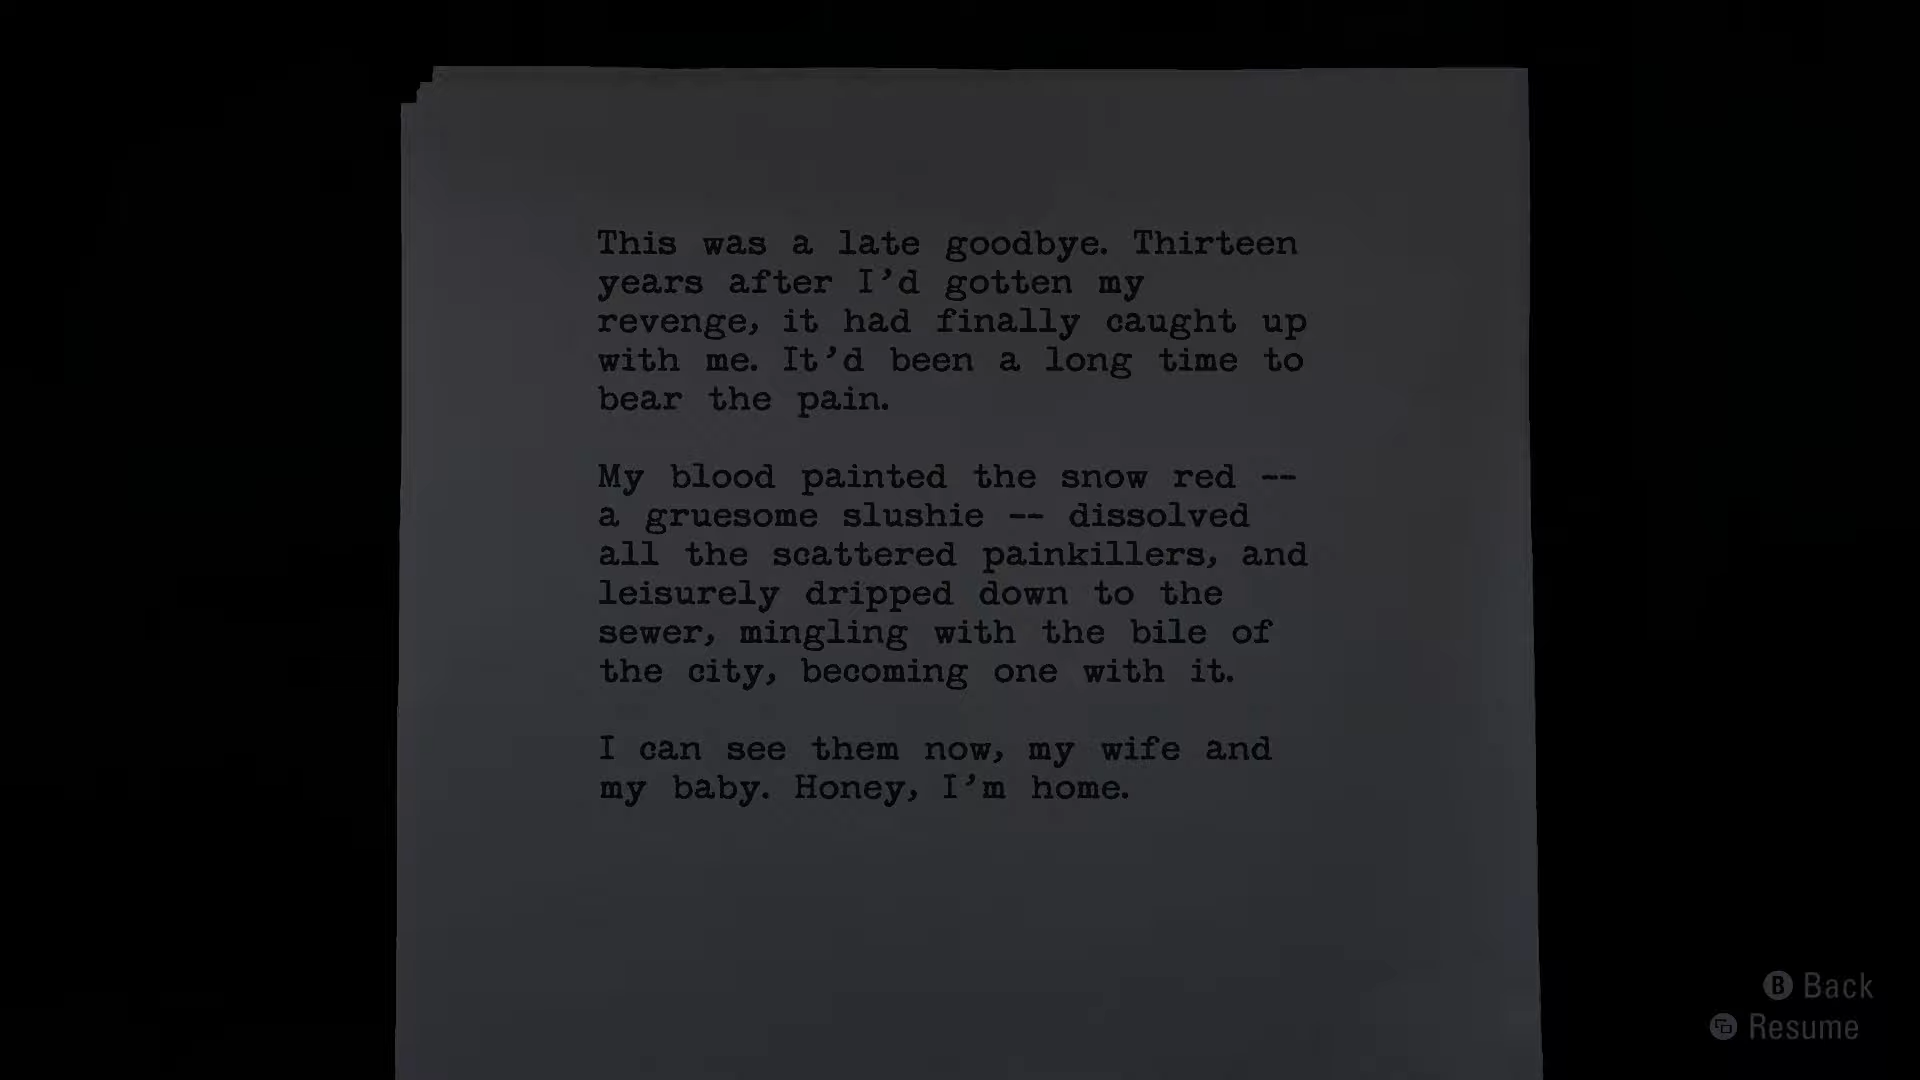 This was a late goodbye. Thirteen
years after I’d gotten my
revenge, it had finally caught up
with me. It’d been a long time to
bear the pain.
My blood painted the snow red --
a gruesome slushie -- dissolved
all the scattered painkillers, and
leisurely dripped down to the
sewer, mingling with the bile of
the city, becoming one with it.
I can see them now, my wife and
my baby. Honey, I’m home.
B Back
Resume